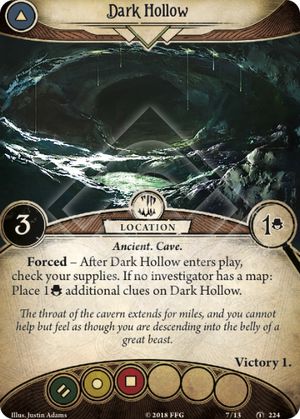 Dark Hollow
3
LOCATION
1
Ancient. Cave.
Forced – After Dark Hollow enters play,
check your supplies. If no investigator has a map:
Place 1 additional clues on Dark Hollow.
The throat of the cavern extends for miles, and you cannot
help but feel as though you are descending into the belly of a
great beast.
Victory 1.
Illus. Justin Adams © 2018 FFG 7/13 224